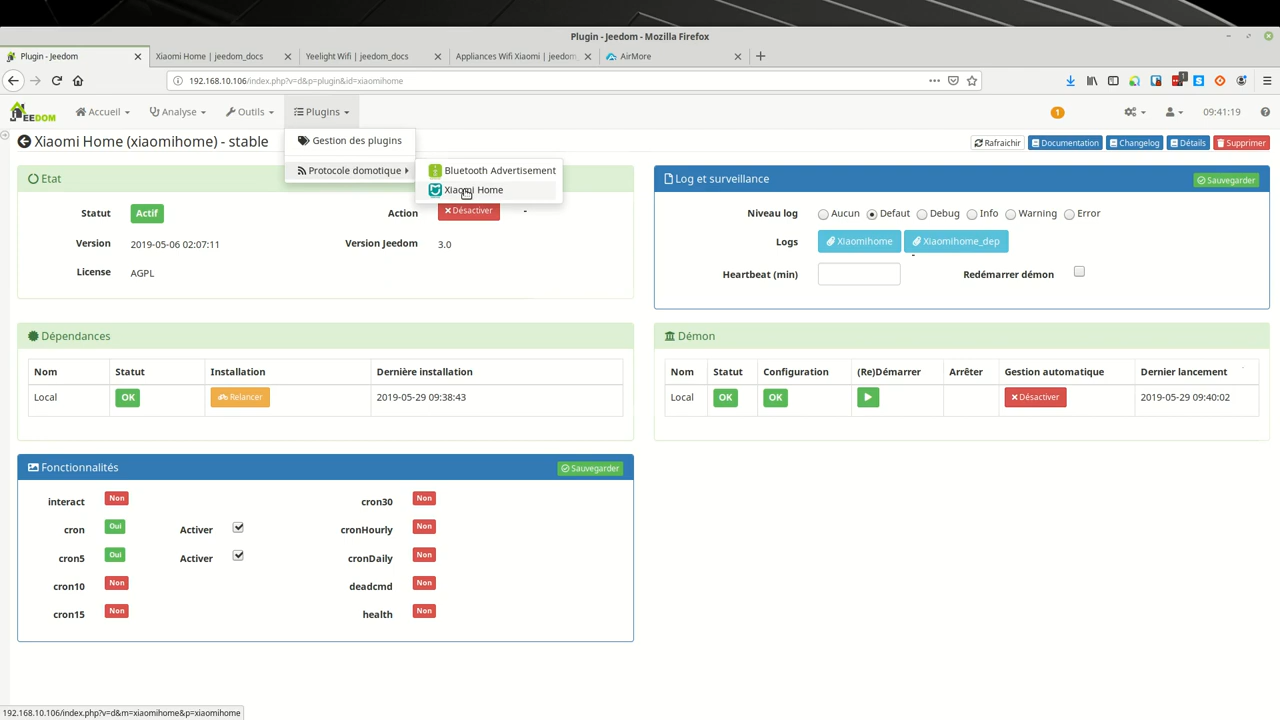 Plugin - Jeedom - Mozilla Firefox
Plugin - Jeedom
Xiaomi Home | jeedom_docs
Yeelight Wifi | jeedom_docs
Appliances Wifi Xiaomi | jeedom_
AirMore
192.168.10.106/index.php?v=d&p=plugin&id=xiaomihome
1
JEEDOM
Accueil
Analyse
Outils
Plugins
1
09:41:19
Xiaomi Home (xiaomihome) - stable
Gestion des plugIns
Protocole domotique
Bluetooth Advertisement
Xiaomi Home
Rafraichir
Documentation
Changelog
Détails
Supprimer
Etat
Statut
Actif
Action
Désactiver
-
Version
2019-05-06 02:07:11
Version Jeedom
3.0
License
AGPL
Log et surveillance
Sauvegarder
Niveau log
Aucun
Defaut
Debug
Info
Warning
Error
Logs
Xiaomihome
Xiaomihome_dep
Heartbeat (min)
Redémarrer démon
Dépendances
Nom Statut Installation Dernière installation
Local OK Relancer 2019-05-29 09:38:43
Démon
Nom Statut Configuration (Re)Démarrer Arrêter Gestion automatique Dernier lancement
Local OK OK Désactiver 2019-05-29 09:40:02
Fonctionnalités
Sauvegarder
interact Non cron30 Non
cron Oui Activer cronHourly Non
cron5 Oui Activer cronDaily Non
cron10 Non deadcmd Non
cron15 Non health Non
192.168.10.106/index.php?v=d&m=xiaomihome&p=xiaomihome